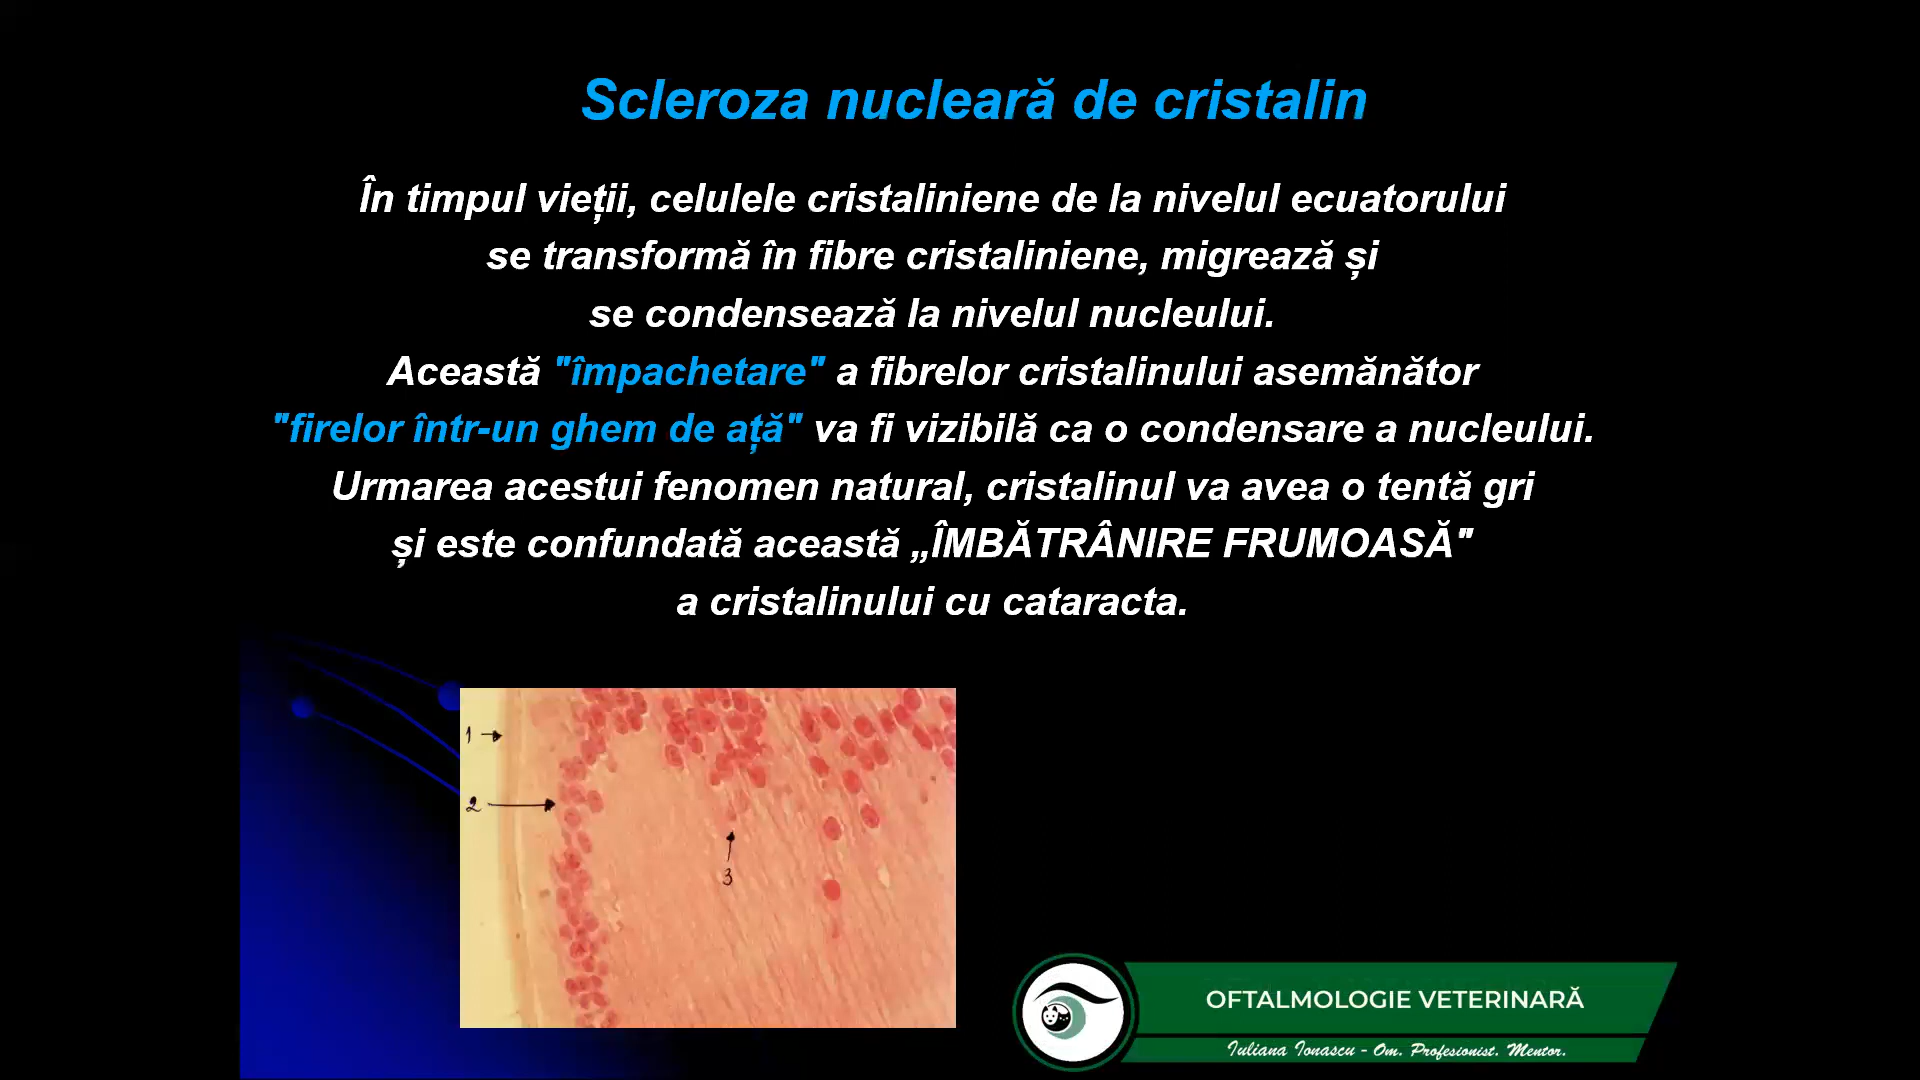 Scleroza nucleară de cristalin
În timpul vieții, celulele cristaliniene de la nivelul ecuatorului
se transformă în fibre cristaliniene, migrează și
se condensează la nivelul nucleului.
Această "împachetare" a fibrelor cristalinului asemănător
"firelor într-un ghem de ață" va fi vizibilă ca o condensare a nucleului.
Urmarea acestui fenomen natural, cristalinul va avea o tentă gri
și este confundată această „ÎMBĂTRÂNIRE FRUMOASĂ"
a cristalinului cu cataracta.
1
2
3
OFTALMOLOGIE VETERINARĂ
Iuliana Ionascu - Om. Profesionist. Mentor.